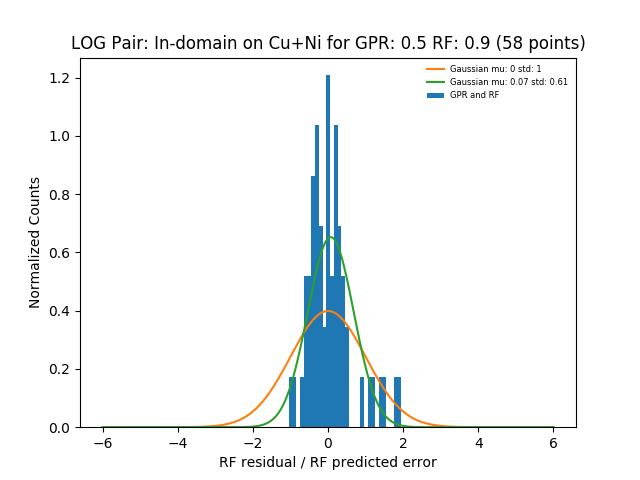 LOG Pair: In-domain on Cu+Ni for GPR: 0.5 RF: 0.9 (58 points)
Gaussian mu: 0 std: 1
Gaussian mu: 0.07 std: 0.61
GPR and RF
1.2
1.0
0.8
0.6
0.4
0.2
0.0
Normalized Counts
−6 −4 −2 0 2 4 6
RF residual / RF predicted error